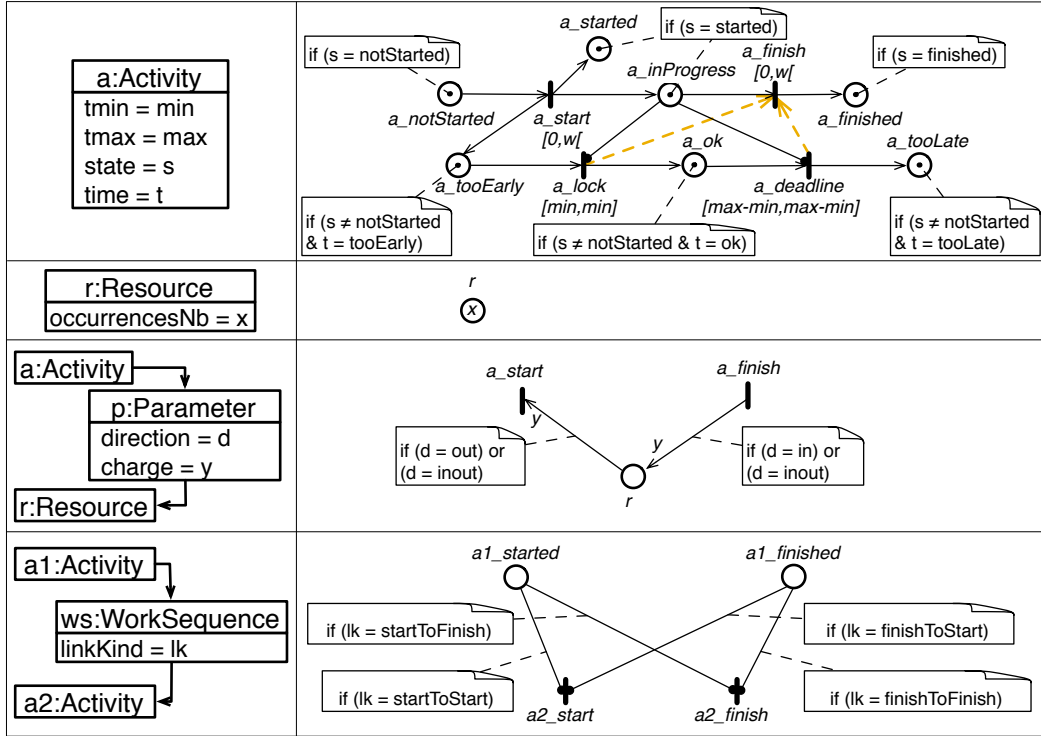 a:Activity
tmin = min
tmax = max
state = s
time = t
a_started
if (s = started)
if (s = notStarted)
a_finish
[0,w[
if (s = finished)
a_inProgress
a_notStarted
a_start
[0,w[
a_finished
a_ok
a_tooLate
a_tooEarly
a_lock
[min,min]
a_deadline
[max-min,max-min]
if (s ≠ notStarted
& t = tooEarly)
if (s ≠ notStarted & t = ok)
if (s ≠ notStarted
& t = tooLate)
r:Resource
occurrencesNb = x
r
x
a:Activity
p:Parameter
direction = d
charge = y
r:Resource
a_start
a_finish
y
y
if (d = out) or
(d = inout)
if (d = in) or
(d = inout)
r
a1:Activity
ws:WorkSequence
linkKind = lk
a2:Activity
a1_started
a1_finished
if (lk = startToFinish)
if (lk = finishToStart)
if (lk = startToStart)
if (lk = finishToFinish)
a2_start
a2_finish